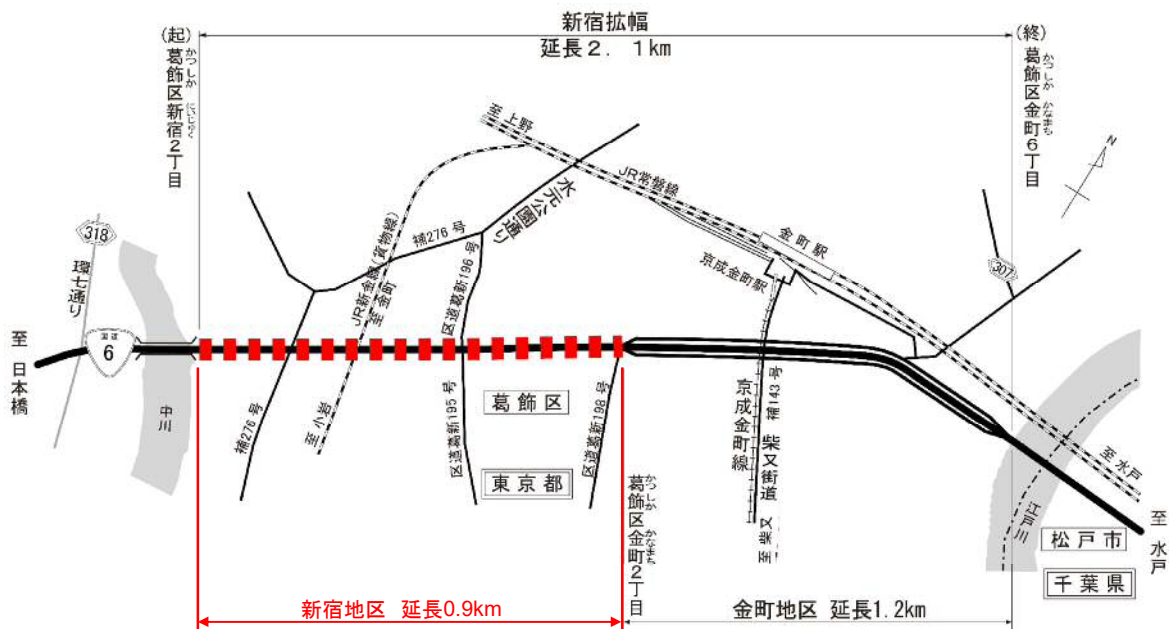 新宿拡幅
延長2.1km
(起)
葛飾区新宿2丁目
かつしか
にいじゅく
(終)
葛飾区金町6丁目
かつしか
かなまち
N
至上野
JR常磐線
水元公園通り
補276号
JR新金線(貨物線)
至金町
区道葛新196号
金町駅
京成金町駅
307
318
環七通り
国道
6
至日本橋
中川
補276号
至小岩
区道葛新195号
葛飾区
東京都
区道葛新198号
京成金町線
補143号
柴又街道
至柴又
至水戸
至水戸
江戸川
松戸市
千葉県
葛飾区金町2丁目
かつしか
かなまち
新宿地区 延長0.9km
金町地区 延長1.2km